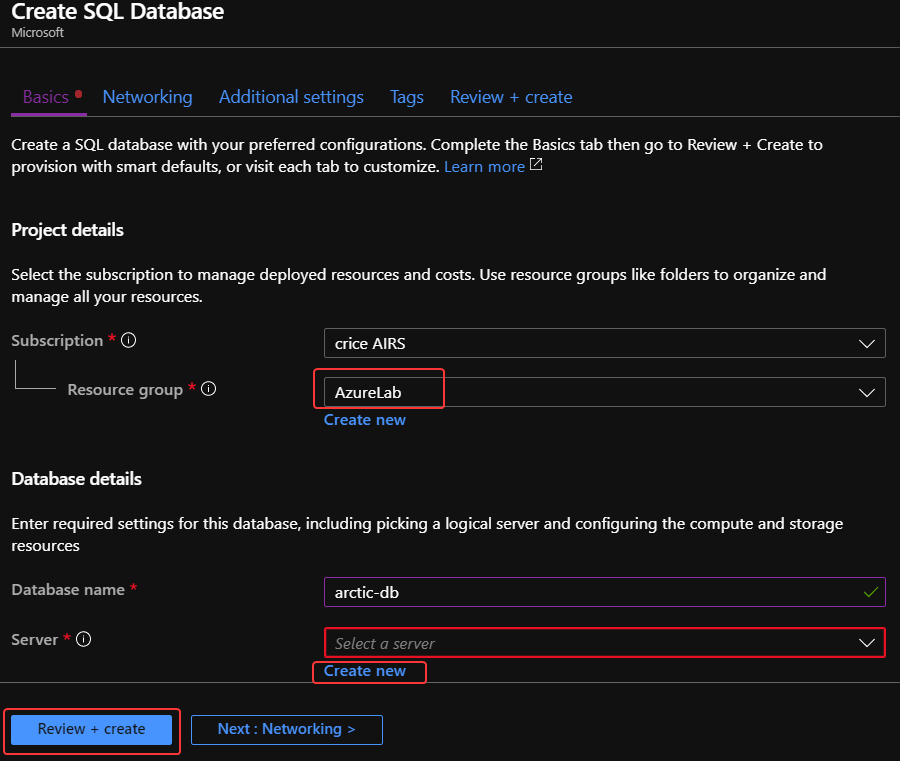 Create SQL Database
Microsoft
Basics Networking Additional settings Tags Review + create
Create a SQL database with your preferred configurations. Complete the Basics tab then go to Review + Create to
provision with smart defaults, or visit each tab to customize. Learn more
Project details
Select the subscription to manage deployed resources and costs. Use resource groups like folders to organize and
manage all your resources.
Subscription * crice AIRS
Resource group * AzureLab
Create new
Database details
Enter required settings for this database, including picking a logical server and configuring the compute and storage
resources
Database name * arctic-db
Server * Select a server
Create new
Review + create Next : Networking >